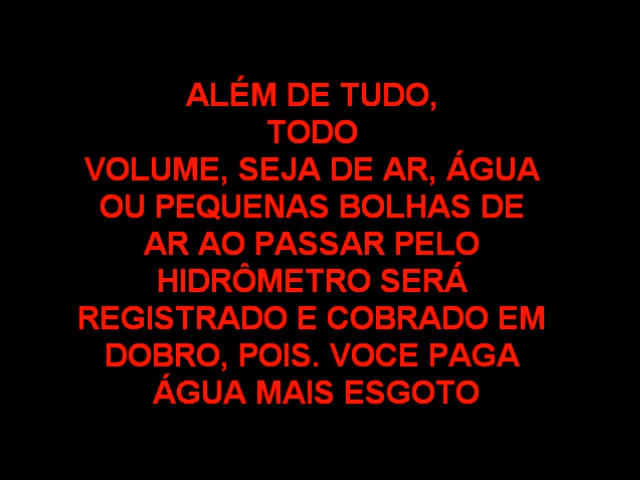 ALÉM DE TUDO,
TODO
VOLUME, SEJA DE AR, ÁGUA
OU PEQUENAS BOLHAS DE
AR AO PASSAR PELO
HIDRÔMETRO SERÁ
REGISTRADO E COBRADO EM
DOBRO, POIS. VOCE PAGA
ÁGUA MAIS ESGOTO